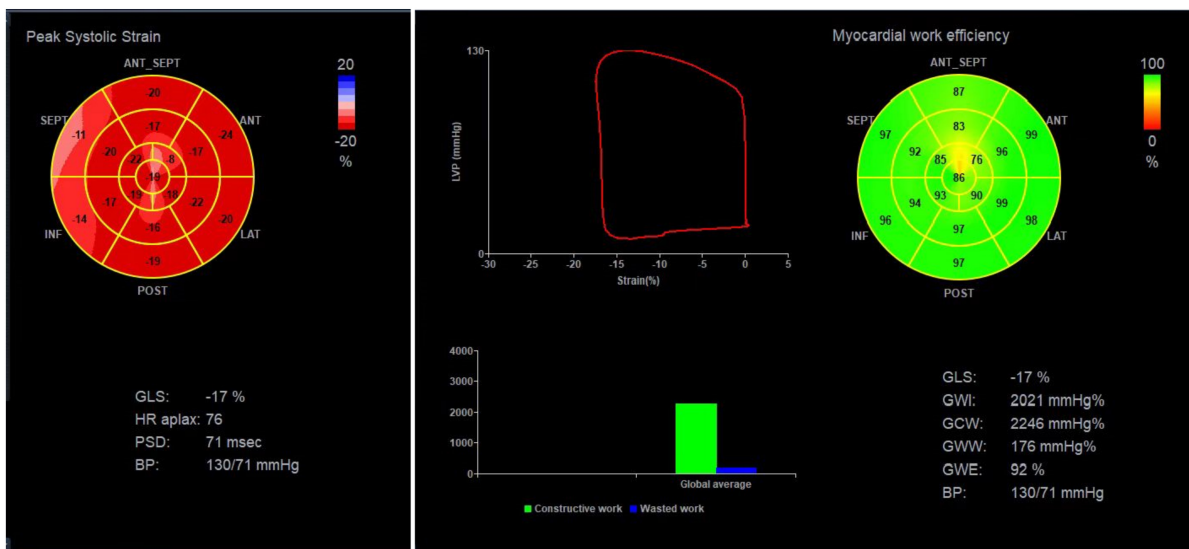 Peak Systolic Strain
ANT_SEPT
20
-20
%
SEPT
ANT
-20
-11
-17
-24
-20
-22
-8
-17
-19
-14
-17
19
18
-22
-20
-16
-19
INF
LAT
POST
GLS: -17 %
HR aplax: 76
PSD: 71 msec
BP: 130/71 mmHg
130
LVP (mmHg)
0
-30 -25 -20 -15 -10 -5 0 5
Strain(%)
4000
3000
2000
1000
0
Global average
Constructive work Wasted work
Myocardial work efficiency
ANT_SEPT
100
0
%
SEPT
ANT
87
97
83
99
92
85
76
96
86
96
94
93
90
99
98
97
97
INF
LAT
POST
GLS: -17 %
GWI: 2021 mmHg%
GCW: 2246 mmHg%
GWW: 176 mmHg%
GWE: 92 %
BP: 130/71 mmHg